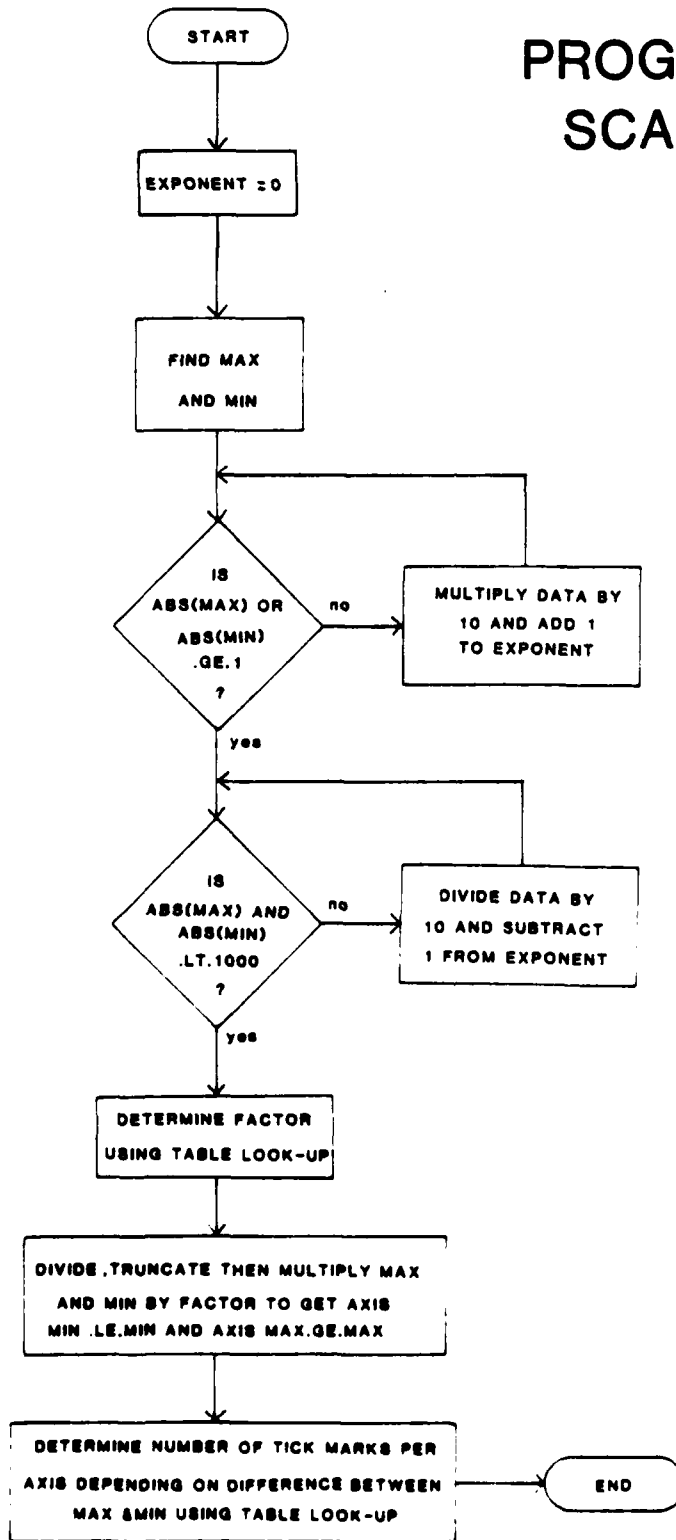 START
PROG
SCA
EXPONENT = 0
FIND MAX
AND MIN
IS
ABS(MAX) OR
ABS(MIN)
.GE.1
?
no
MULTIPLY DATA BY
10 AND ADD 1
TO EXPONENT
yes
IS
ABS(MAX) AND
ABS(MIN)
.LT.1000
?
no
DIVIDE DATA BY
10 AND SUBTRACT
1 FROM EXPONENT
yes
DETERMINE FACTOR
USING TABLE LOOK-UP
DIVIDE,TRUNCATE THEN MULTIPLY MAX
AND MIN BY FACTOR TO GET AXIS
MIN .LE.MIN AND AXIS MAX.GE.MAX
DETERMINE NUMBER OF TICK MARKS PER
AXIS DEPENDING ON DIFFERENCE BETWEEN
MAX &MIN USING TABLE LOOK-UP
END